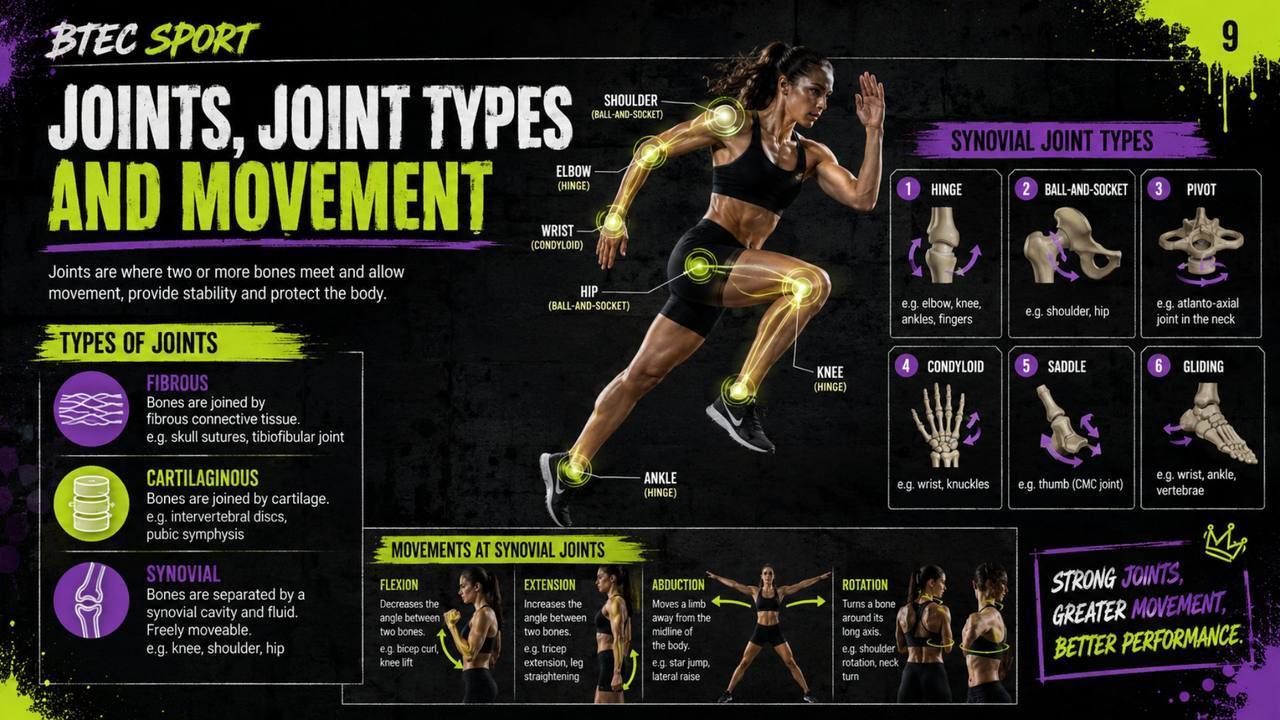 BTEC SPORT
9
JOINTS, JOINT TYPES
AND MOVEMENT
Joints are where two or more bones meet and allow
movement, provide stability and protect the body.
TYPES OF JOINTS
FIBROUS
Bones are joined by
fibrous connective tissue.
e.g. skull sutures, tibiofibular joint
CARTILAGINOUS
Bones are joined by cartilage.
e.g. intervertebral discs,
pubic symphysis
SYNOVIAL
Bones are separated by a
synovial cavity and fluid.
Freely moveable.
e.g. knee, shoulder, hip
SHOULDER
(BALL-AND-SOCKET)
ELBOW
(HINGE)
WRIST
(CONDYLOID)
HIP
(BALL-AND-SOCKET)
KNEE
(HINGE)
ANKLE
(HINGE)
SYNOVIAL JOINT TYPES
1 HINGE
e.g. elbow, knee,
ankles, fingers
2 BALL-AND-SOCKET
e.g. shoulder, hip
3 PIVOT
e.g. atlanto-axial
joint in the neck
4 CONDYLOID
e.g. wrist, knuckles
5 SADDLE
e.g. thumb (CMC joint)
6 GLIDING
e.g. wrist, ankle,
vertebrae
MOVEMENTS AT SYNOVIAL JOINTS
FLEXION
Decreases the
angle between
two bones.
e.g. bicep curl,
knee lift
EXTENSION
Increases the
angle between
two bones.
e.g. tricep
extension, leg
straightening
ABDUCTION
Moves a limb
away from the
midline of
the body.
e.g. star jump,
lateral raise
ROTATION
Turns a bone
around its
long axis.
e.g. shoulder
rotation, neck
turn
STRONG JOINTS,
GREATER MOVEMENT,
BETTER PERFORMANCE.